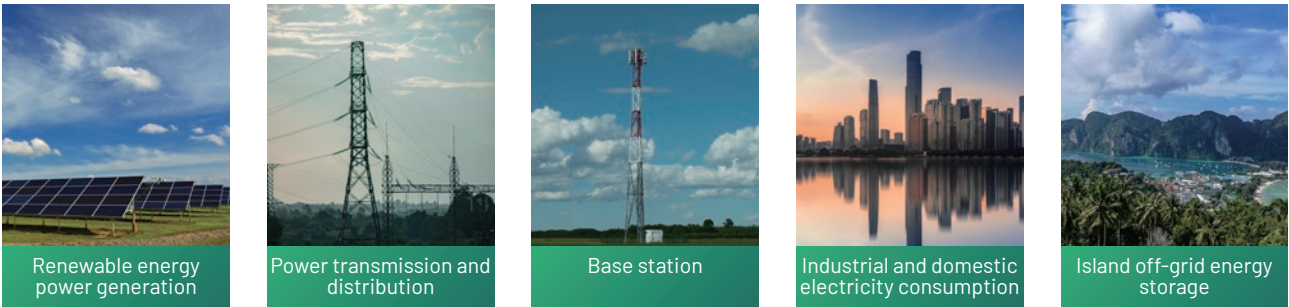 Renewable energy
power generation
Power transmission and
distribution
Base station
Industrial and domestic
electricity consumption
Island off-grid energy
storage